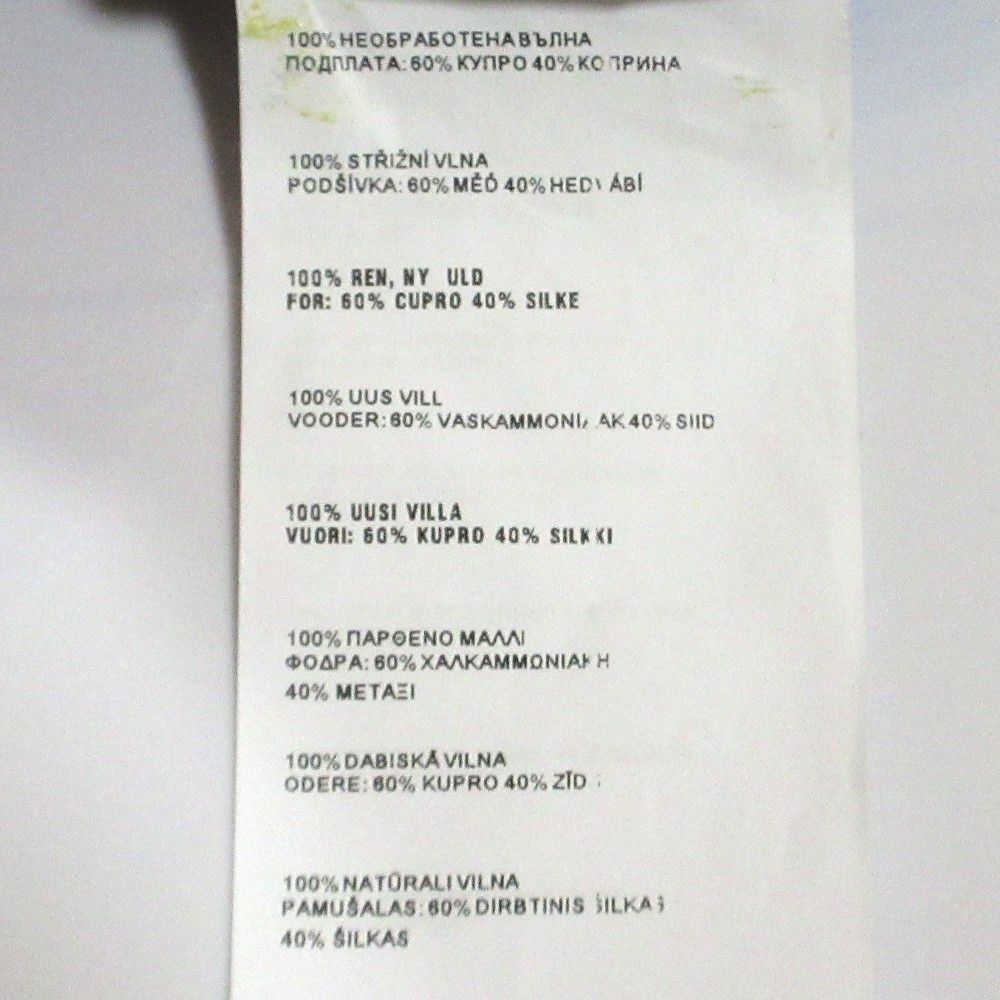 100% НЕОБРАБОТЕНА ВЪЛНА
ПОДПЛАТА: 60% КУПРО 40% КОПРИНА
100% STŘIŽNÍ VLNA
PODŠÍVKA: 60% MĚĎ 40% HEDVÁBÍ
100% REN, NY ULD
FOR: 60% CUPRO 40% SILKE
100% UUS VILL
VOODER: 60% VASKAMMONIAAK 40% SIID
100% UUSI VILLA
VUORI: 60% KUPRO 40% SILKKI
100% ΠΑΡΘΕΝΟ ΜΑΛΛΙ
ΦΟΔΡΑ: 60% ΧΑΛΚΑΜΜΩΝΙΑΚΗ
40% ΜΕΤΑΞΙ
100% DABISKĀ VILNA
ODERE: 60% KUPRO 40% ZĪDS
100% NATŪRALI VILNA
PAMUŠALAS: 60% DIRBTINIS ŠILKAS
40% ŠILKAS